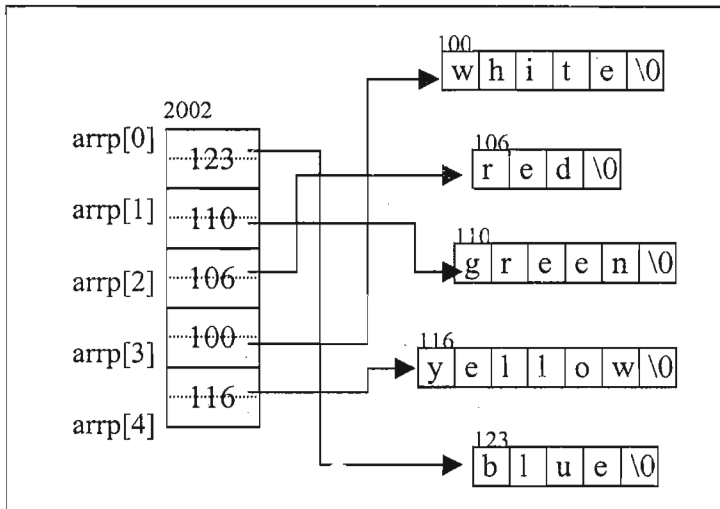 100
w h i t e \0
2002
arrp[0]
123
106
r e d \0
arrp[1]
110
110
g r e e n \0
arrp[2]
106
arrp[3]
100
116
y e l l o w \0
arrp[4]
116
123
b l u e \0